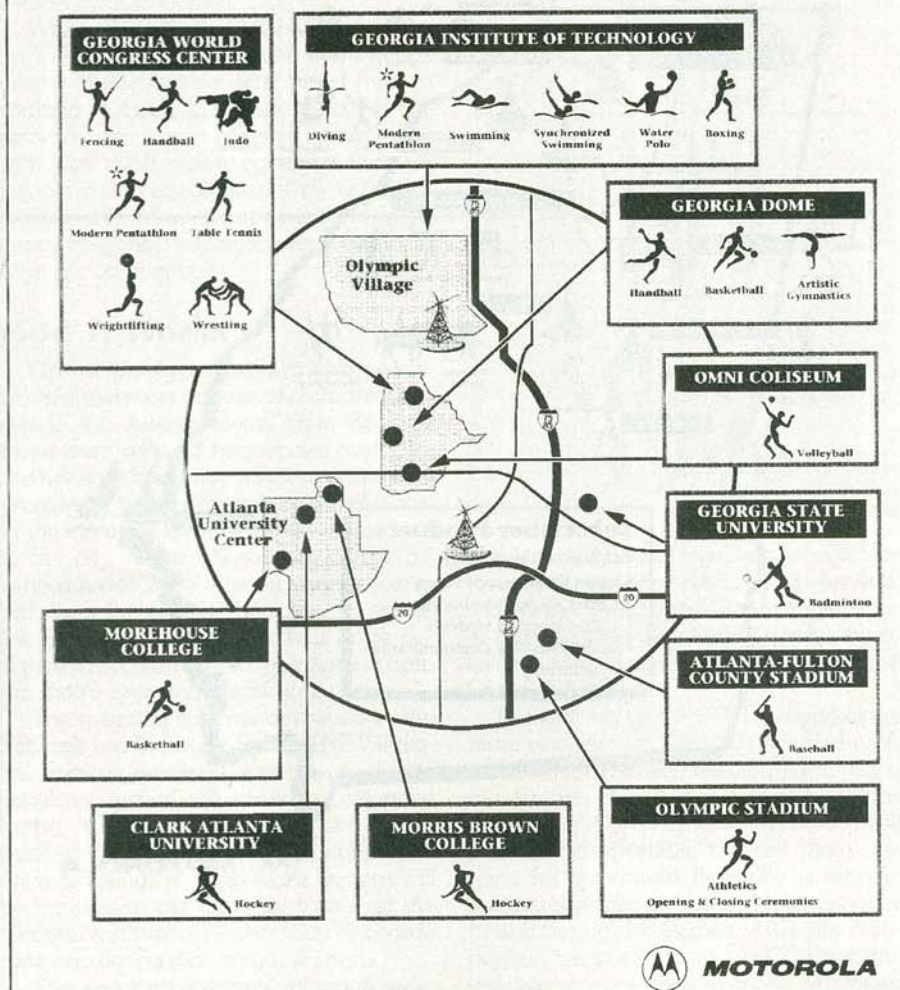 GEORGIA WORLD
CONGRESS CENTER
Fencing Handball Judo
Modern Pentathlon Table Tennis
Weightlifting Wrestling
GEORGIA INSTITUTE OF TECHNOLOGY
Diving Modern Pentathlon Swimming Synchronized Swimming Water Polo Boxing
GEORGIA DOME
Handball Basketball Artistic
Gymnastics
Olympic
Village
OMNI COLISEUM
Volleyball
GEORGIA STATE
UNIVERSITY
Badminton
Atlanta
University
Center
20
20
MOREHOUSE
COLLEGE
Basketball
ATLANTA-FULTON
COUNTY STADIUM
Baseball
CLARK ATLANTA
UNIVERSITY
Hockey
MORRIS BROWN
COLLEGE
Hockey
OLYMPIC STADIUM
Athletics
Opening & Closing Ceremonies
MOTOROLA